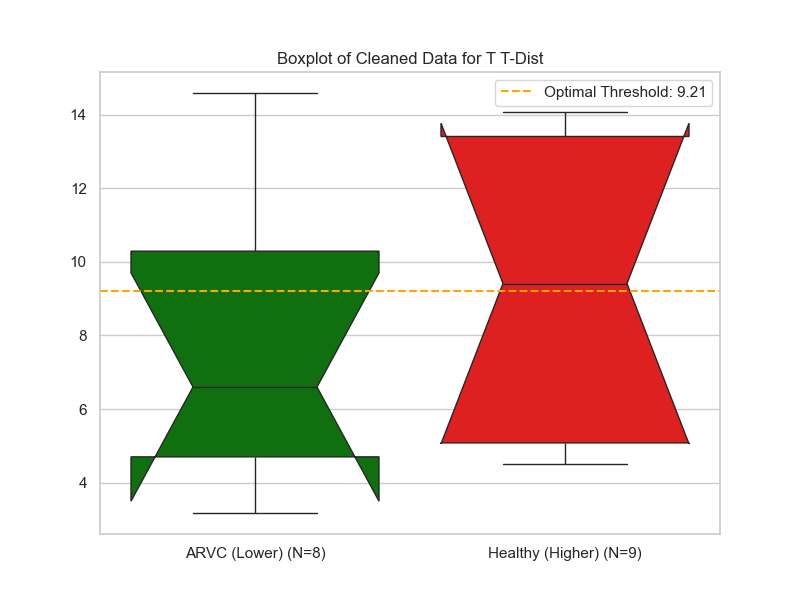 Boxplot of Cleaned Data for T T-Dist
Optimal Threshold: 9.21
14
12
10
8
6
4
ARVC (Lower) (N=8)
Healthy (Higher) (N=9)